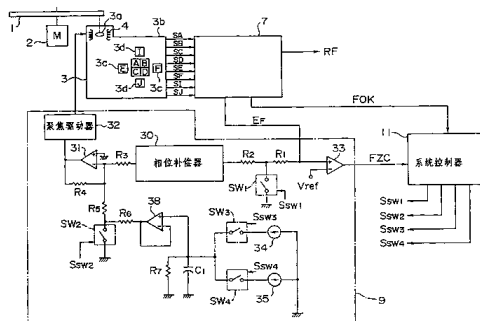 3a
3b
4
7
1
2
M
3
3d
I
3c
E
A B
C D
F
3c
3d
J
SA
SB
SC
SD
SE
SF
SI
SJ
RF
EF
FOK
聚焦驱动器
32
31
R3
30
相位补偿器
R2
R1
33
FZC
11
系统控制器
R4
SW1
Ssw1
Vref
Ssw1
Ssw2
Ssw3
Ssw4
R5
SW2
Ssw2
R6
38
SW3
Ssw3
34
R7
C1
Ssw4
SW4
35
9